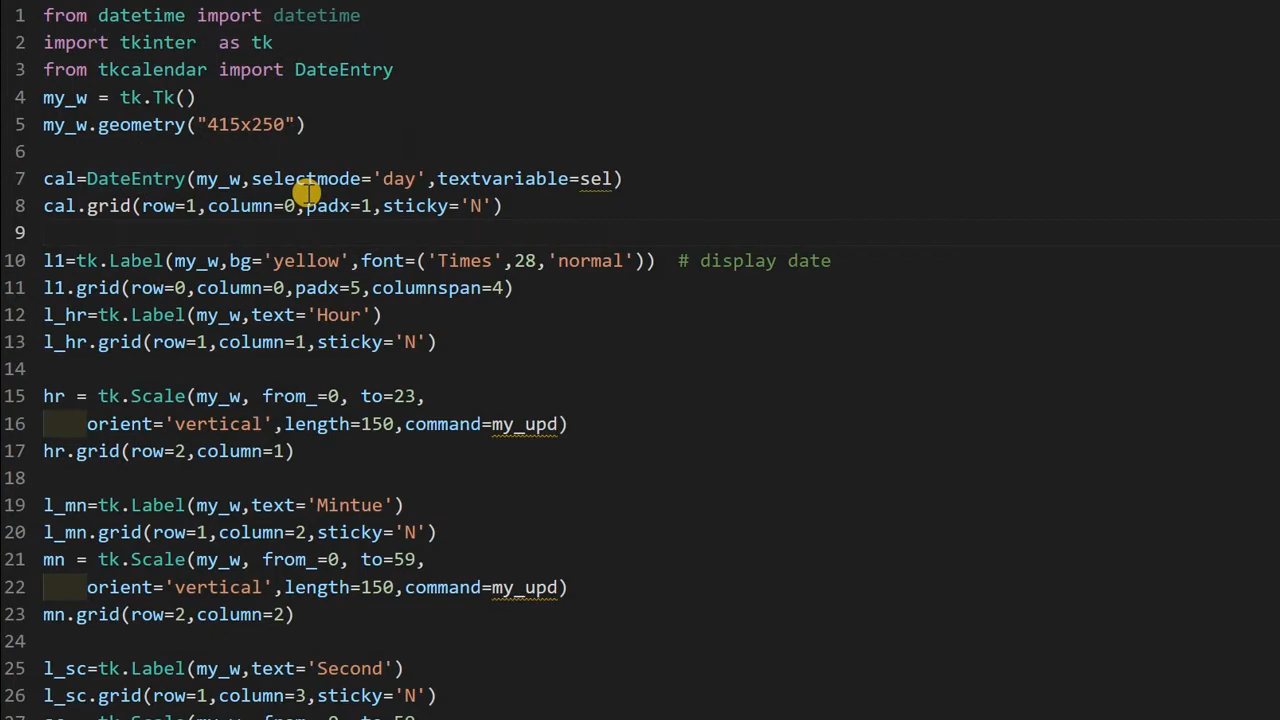 1 from datetime import datetime
2 import tkinter  as tk
3 from tkcalendar import DateEntry
4 my_w = tk.Tk()
5 my_w.geometry("415x250")
6
7 cal=DateEntry(my_w,selectmode='day',textvariable=sel)
8 cal.grid(row=1,column=0,padx=1,sticky='N')
9
10 l1=tk.Label(my_w,bg='yellow',font=('Times',28,'normal'))  # display date
11 l1.grid(row=0,column=0,padx=5,columnspan=4)
12 l_hr=tk.Label(my_w,text='Hour')
13 l_hr.grid(row=1,column=1,sticky='N')
14
15 hr = tk.Scale(my_w, from_=0, to=23,
16     orient='vertical',length=150,command=my_upd)
17 hr.grid(row=2,column=1)
18
19 l_mn=tk.Label(my_w,text='Mintue')
20 l_mn.grid(row=1,column=2,sticky='N')
21 mn = tk.Scale(my_w, from_=0, to=59,
22     orient='vertical',length=150,command=my_upd)
23 mn.grid(row=2,column=2)
24
25 l_sc=tk.Label(my_w,text='Second')
26 l_sc.grid(row=1,column=3,sticky='N')